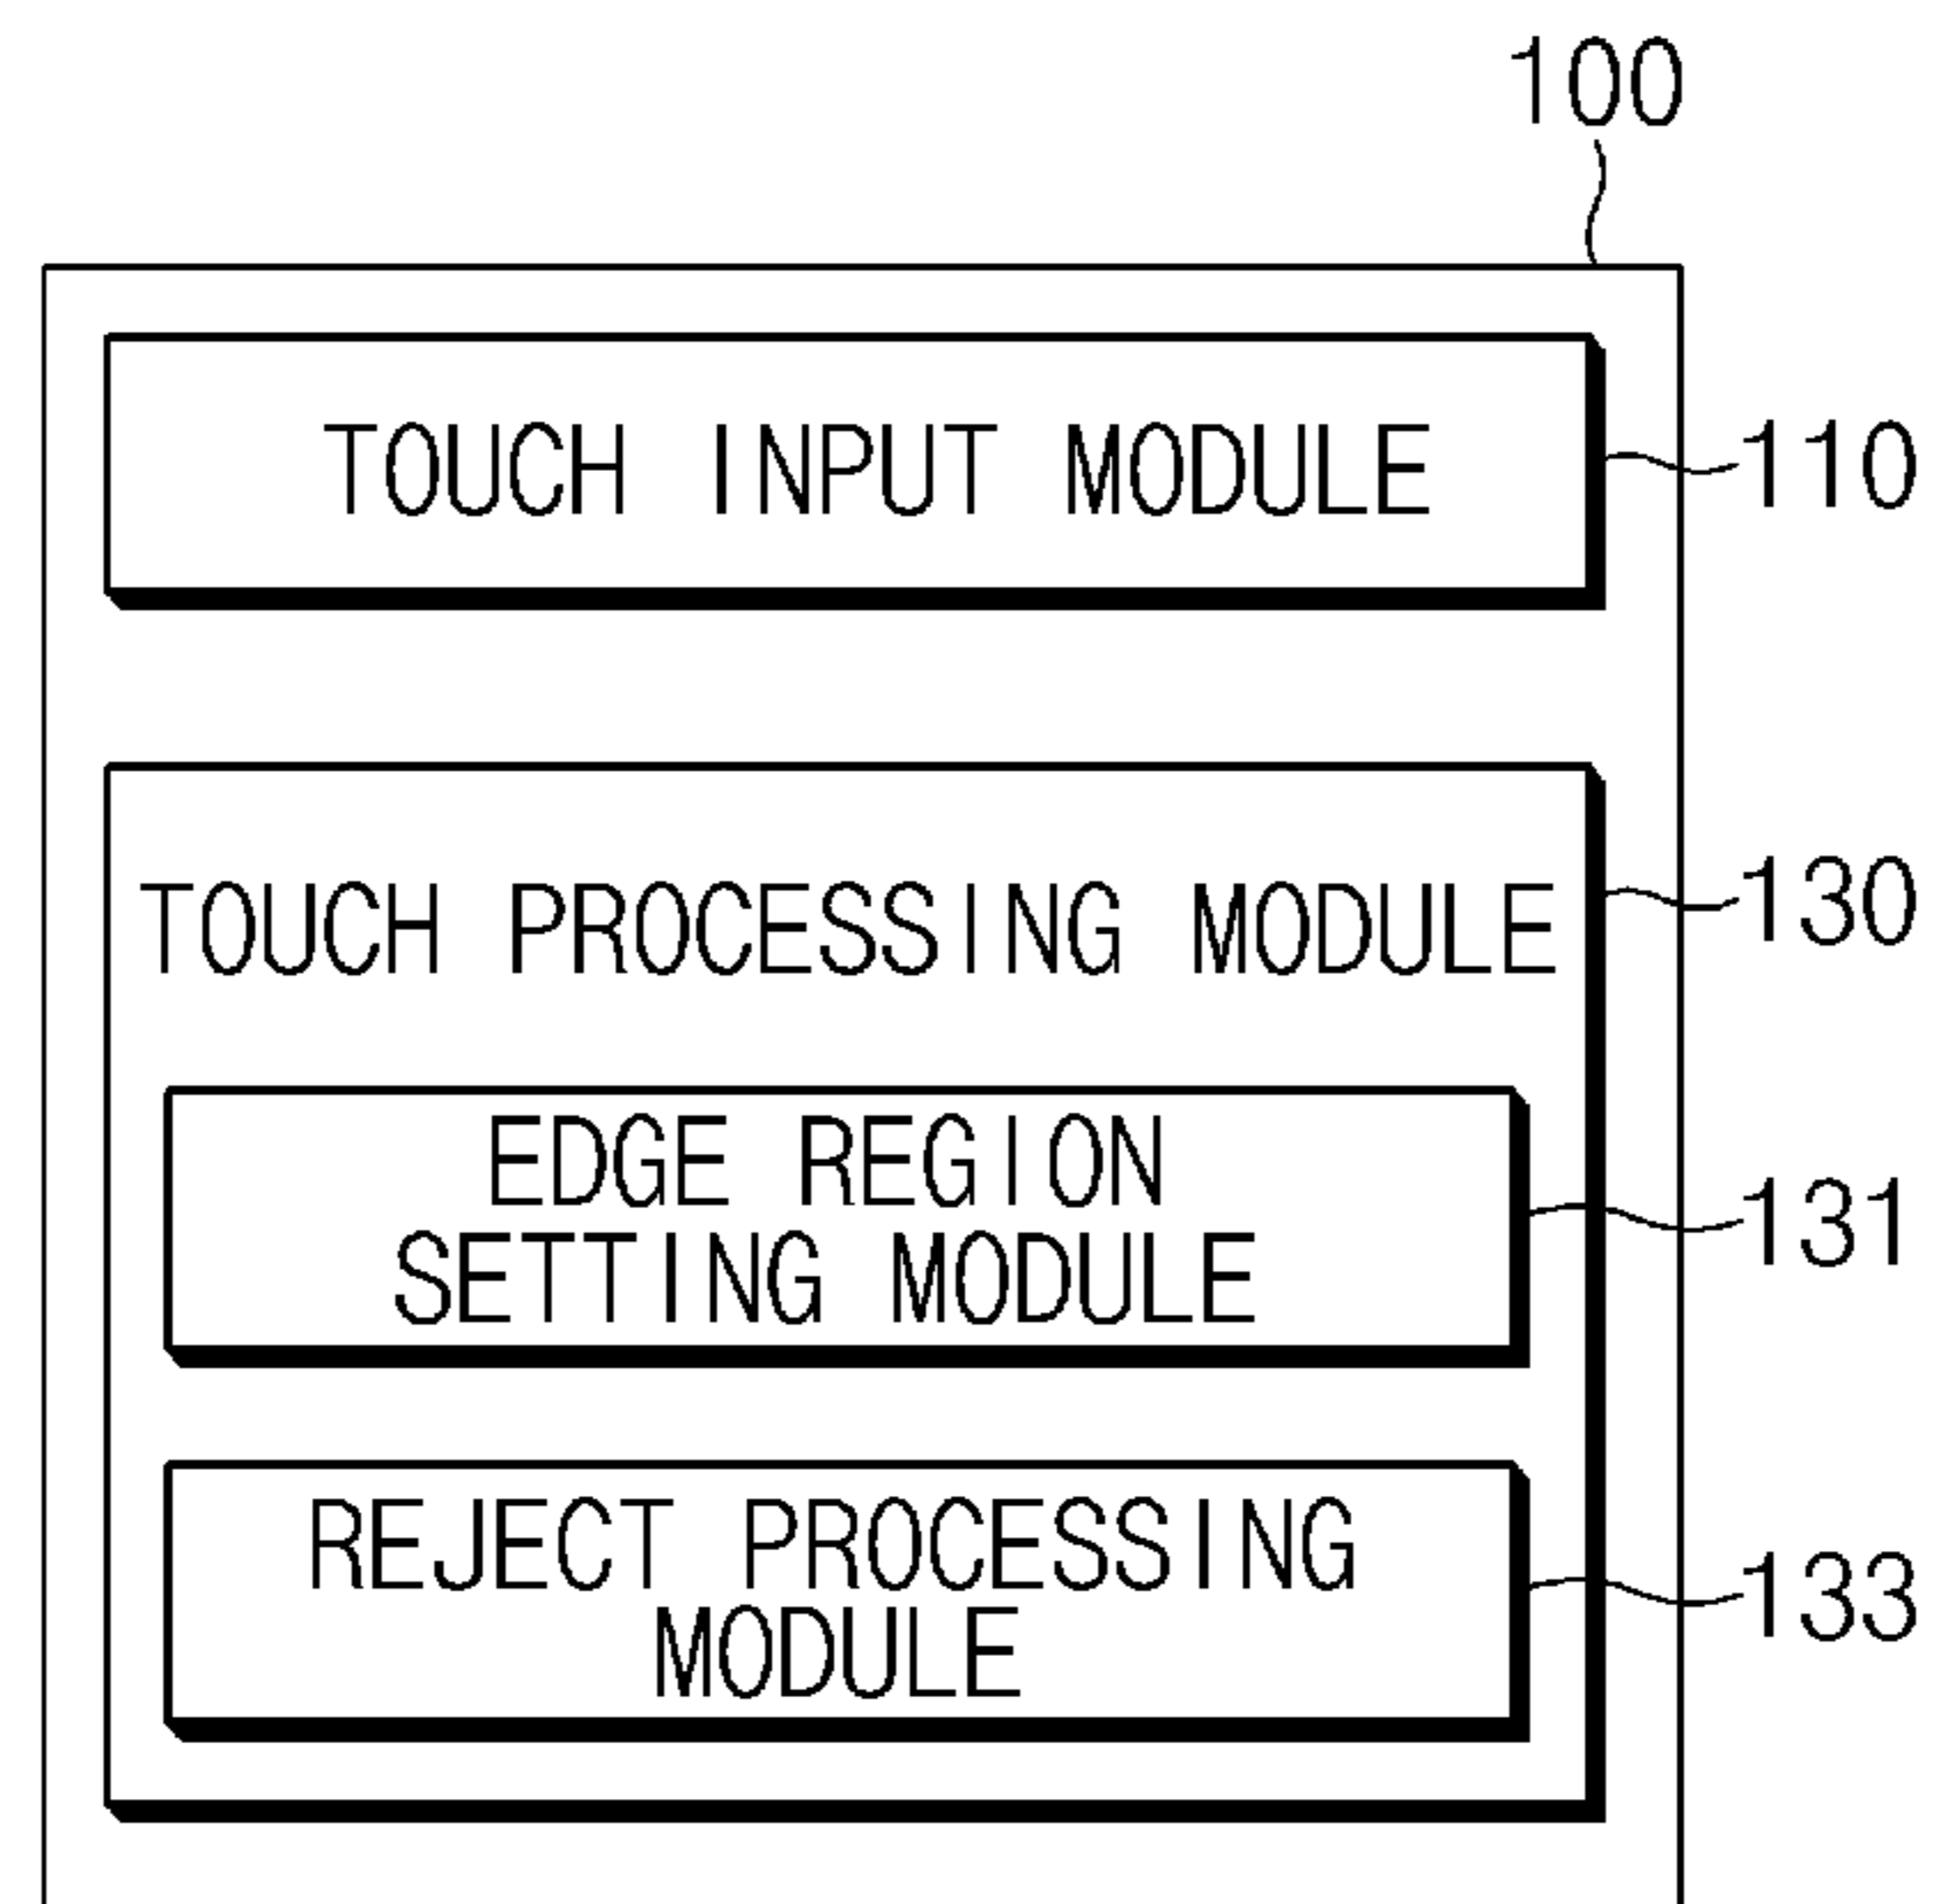 100
TOUCH INPUT MODULE
110
TOUCH PROCESSING MODULE
130
EDGE REGION
SETTING MODULE
131
REJECT PROCESSING
MODULE
133